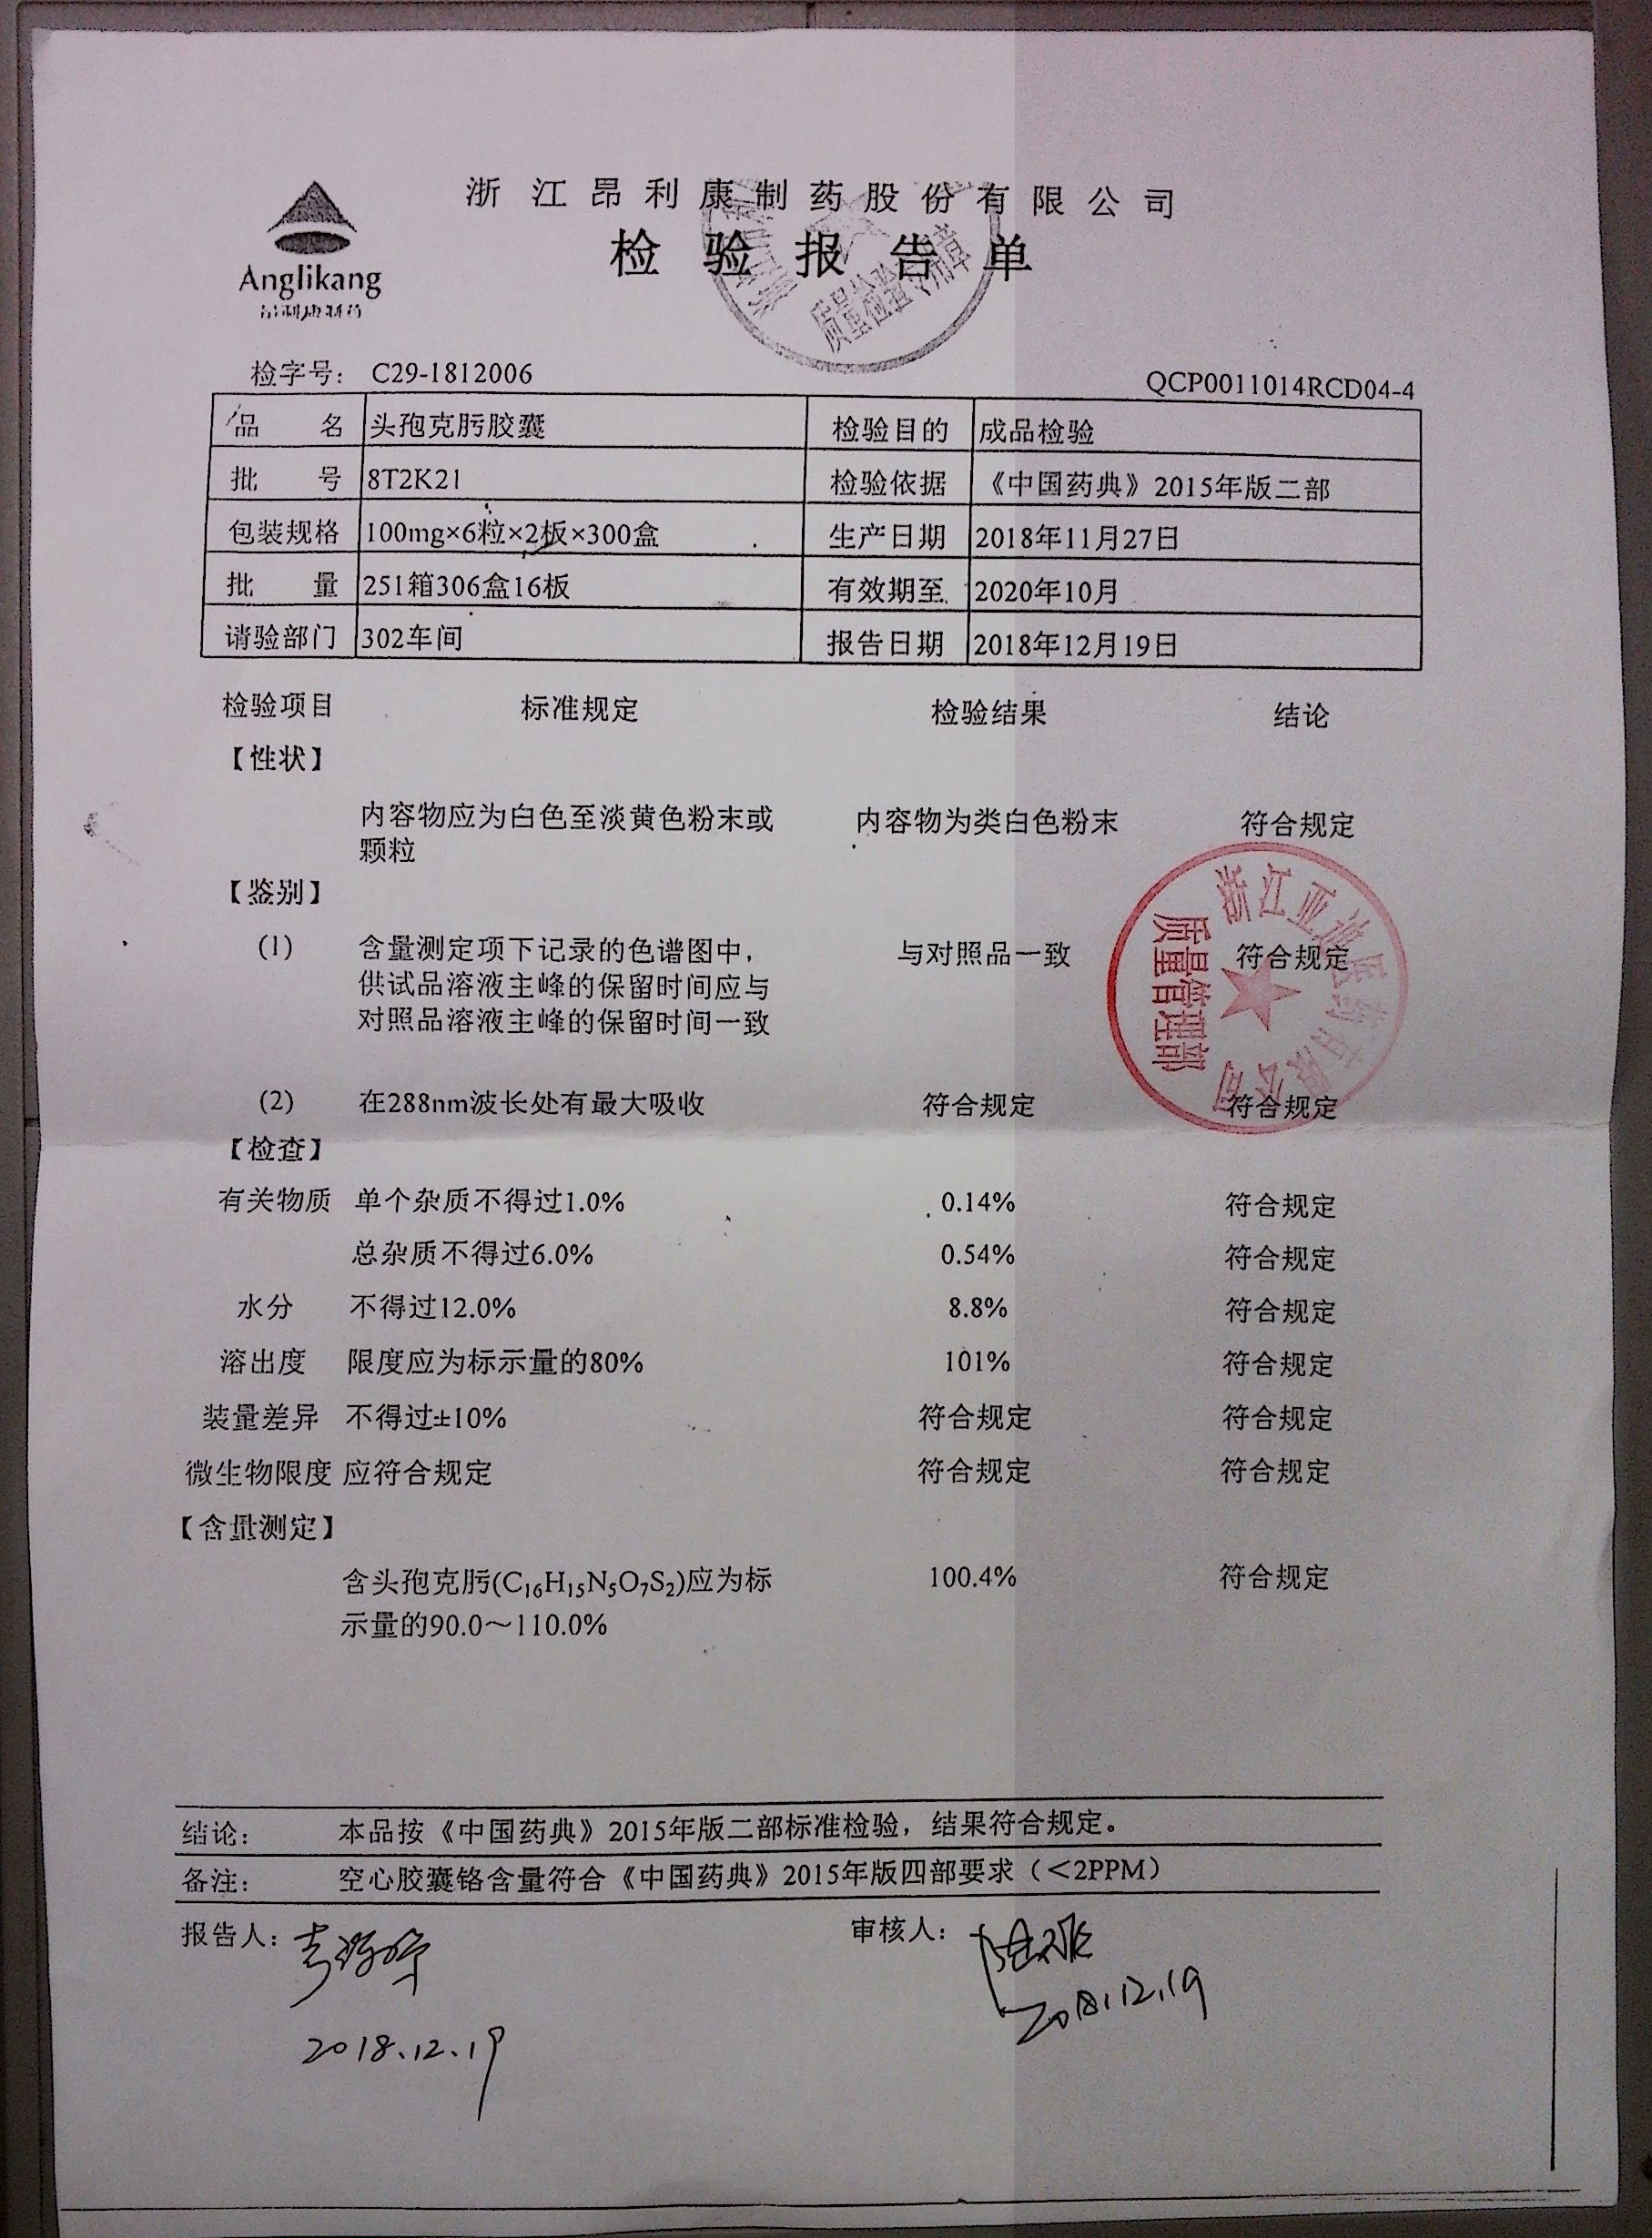 浙江昂利康制药股份有限公司
检验报告单
Anglikang
质量检验专用章
检字号： C29-1812006 QCP0011014RCD04-4
品名 头孢克肟胶囊 检验目的 成品检验
批号 8T2K21 检验依据 《中国药典》2015年版二部
包装规格 100mg×6粒×2板×300盒 生产日期 2018年11月27日
批量 251箱306盒16板 有效期至 2020年10月
请验部门 302车间 报告日期 2018年12月19日
检验项目 标准规定 检验结果 结论
【性状】
内容物应为白色至淡黄色粉末或 内容物为类白色粉末 符合规定
颗粒
【鉴别】
(1) 含量测定项下记录的色谱图中， 与对照品一致 符合规定
供试品溶液主峰的保留时间应与
对照品溶液主峰的保留时间一致
质量管理部
(2) 在288nm波长处有最大吸收 符合规定 符合规定
【检查】
有关物质 单个杂质不得过1.0% 0.14% 符合规定
总杂质不得过6.0% 0.54% 符合规定
水分 不得过12.0% 8.8% 符合规定
溶出度 限度应为标示量的80% 101% 符合规定
装量差异 不得过±10% 符合规定 符合规定
微生物限度 应符合规定 符合规定 符合规定
【含量测定】
含头孢克肟(C₁₆H₁₅N₅O₇S₂)应为标 100.4% 符合规定
示量的90.0～110.0%
结论： 本品按《中国药典》2015年版二部标准检验，结果符合规定。
备注： 空心胶囊铬含量符合《中国药典》2015年版四部要求（＜2PPM）
报告人： 审核人：
2018.12.19
2018.12.19